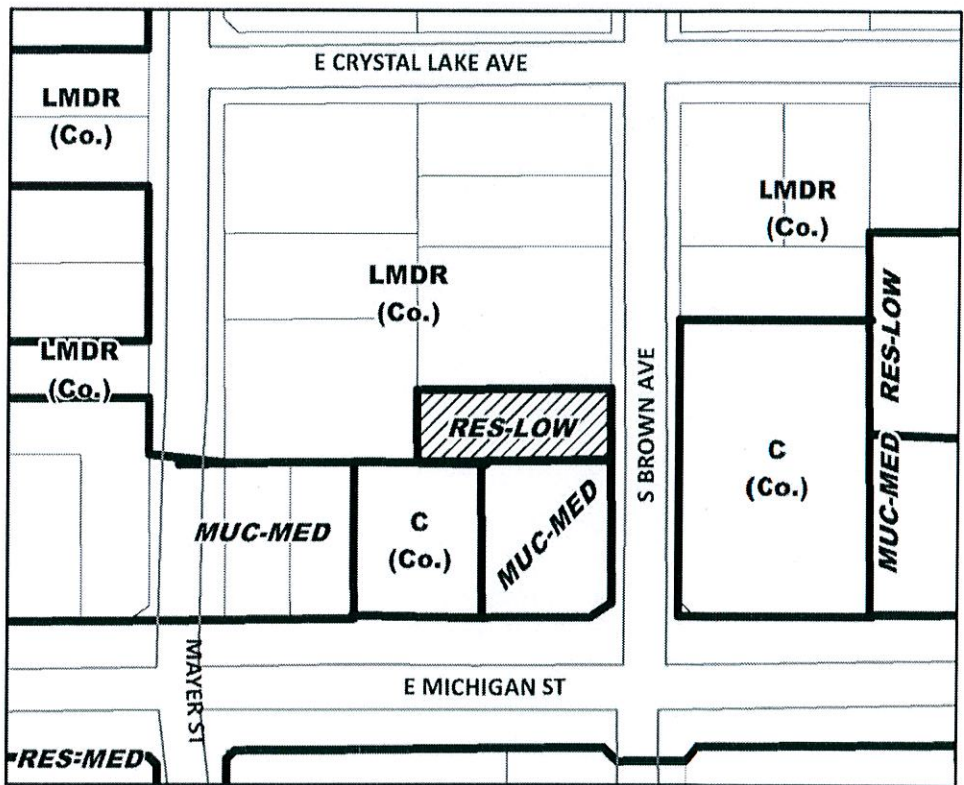 E CRYSTAL LAKE AVE
LMDR
(Co.)
LMDR
(Co.)
LMDR
(Co.)
RES-LOW
LMDR
(Co.)
S BROWN AVE
RES-LOW
C
(Co.)
MUC-MED
MUC-MED
C
(Co.)
MUC-MED
MAYER ST
E MICHIGAN ST
RES-MED